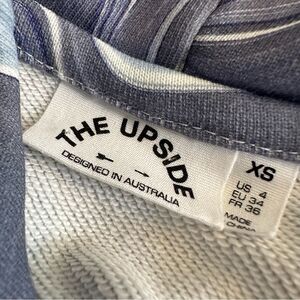 THE UPSIDE
DESIGNED IN AUSTRALIA
XS
US 4
EU 34
FR 36
MADE
CHINA